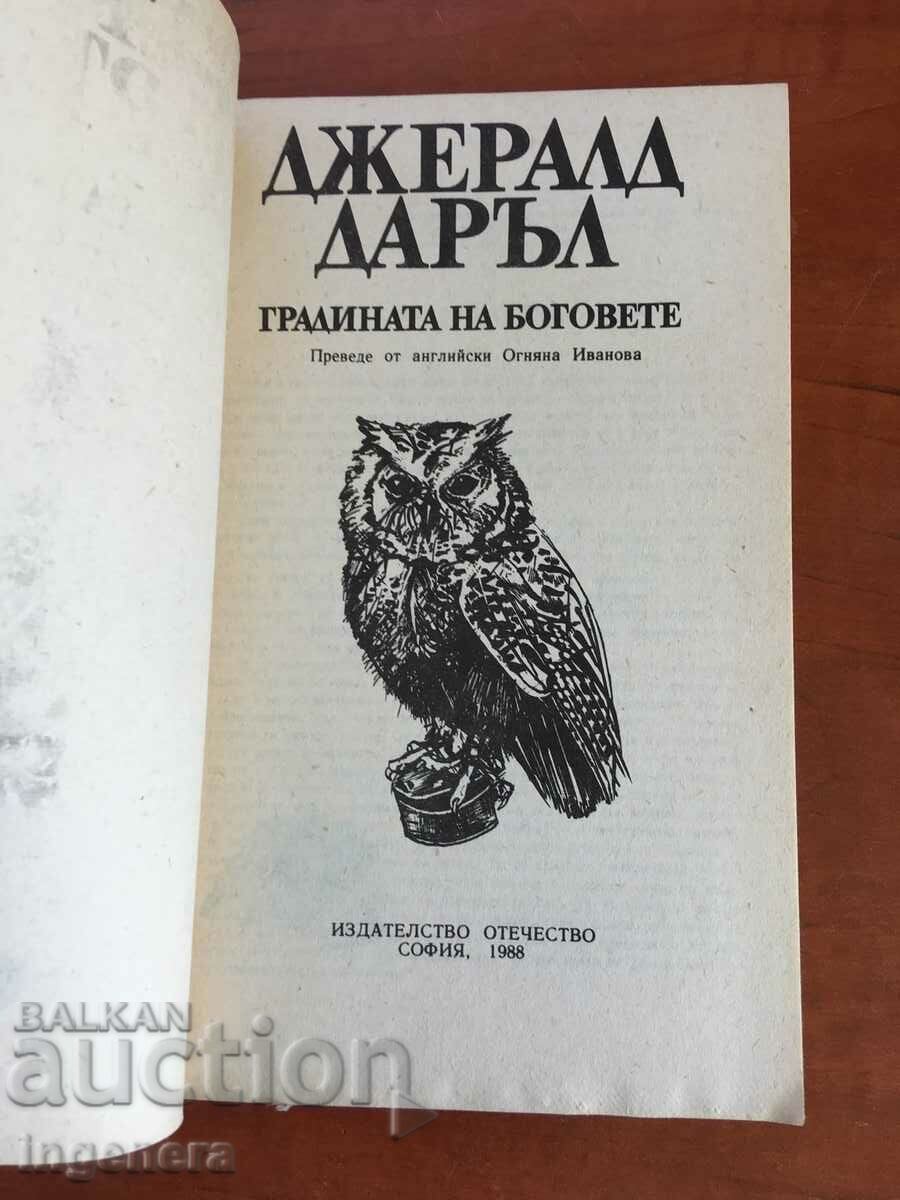 ДЖЕРАЛД
ДАРЪЛ
ГРАДИНАТА НА БОГОВЕТЕ
Преведе от английски Огняна Иванова
ИЗДАТЕЛСТВО ОТЕЧЕСТВО
СОФИЯ, 1988
BALKAN
auction
ingenera